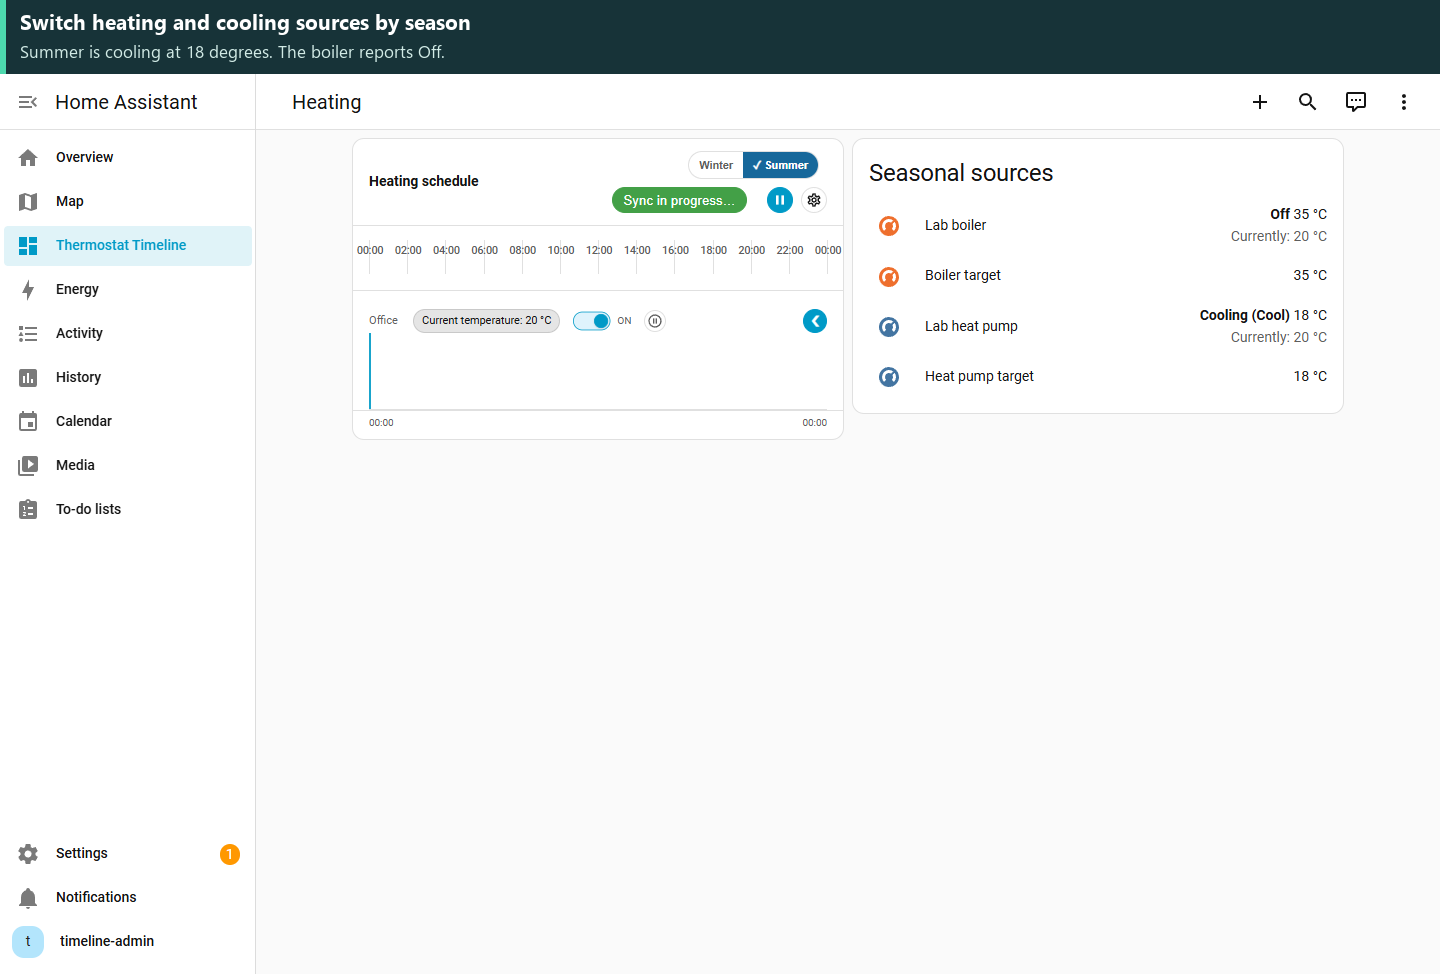 Switch heating and cooling sources by season
Summer is cooling at 18 degrees. The boiler reports Off.
Home Assistant
Heating
Overview
Map
Thermostat Timeline
Energy
Activity
History
Calendar
Media
To-do lists
Settings
1
Notifications
t
timeline-admin
Heating schedule
Winter
✓ Summer
Sync in progress...
00:00 02:00 04:00 06:00 08:00 10:00 12:00 14:00 16:00 18:00 20:00 22:00 00:00
Office
Current temperature: 20 °C
ON
00:00
00:00
Seasonal sources
Lab boiler
Off 35 °C
Currently: 20 °C
Boiler target
35 °C
Lab heat pump
Cooling (Cool) 18 °C
Currently: 20 °C
Heat pump target
18 °C